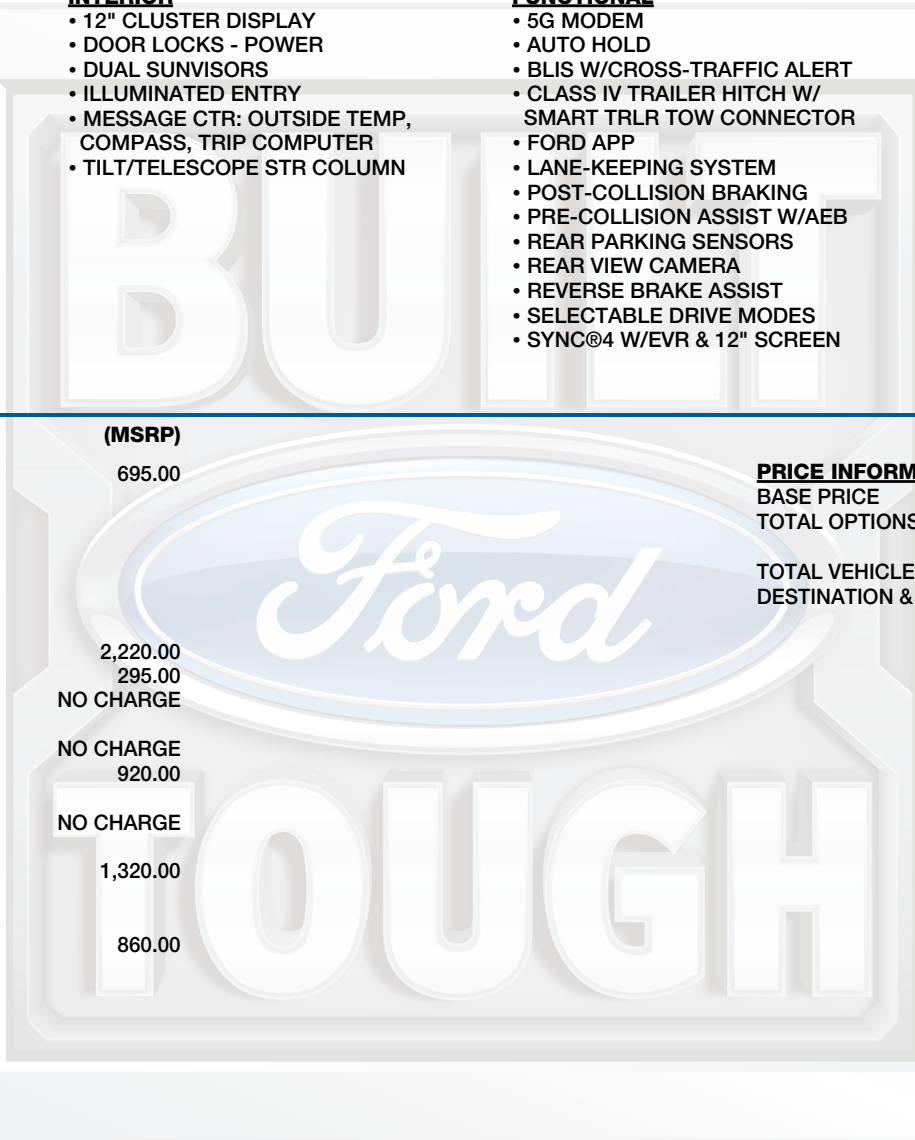 INTERIOR
• 12" CLUSTER DISPLAY
• DOOR LOCKS - POWER
• DUAL SUNVISORS
• ILLUMINATED ENTRY
• MESSAGE CTR: OUTSIDE TEMP,
COMPASS, TRIP COMPUTER
• TILT/TELESCOPE STR COLUMN
FUNCTIONAL
• 5G MODEM
• AUTO HOLD
• BLIS W/CROSS-TRAFFIC ALERT
• CLASS IV TRAILER HITCH W/
SMART TRLR TOW CONNECTOR
• FORD APP
• LANE-KEEPING SYSTEM
• POST-COLLISION BRAKING
• PRE-COLLISION ASSIST W/AEB
• REAR PARKING SENSORS
• REAR VIEW CAMERA
• REVERSE BRAKE ASSIST
• SELECTABLE DRIVE MODES
• SYNC®4 W/EVR & 12" SCREEN
BUILT
Ford
TOUGH
(MSRP)
695.00
2,220.00
295.00
NO CHARGE
NO CHARGE
920.00
NO CHARGE
1,320.00
860.00
PRICE INFORM
BASE PRICE
TOTAL OPTIONS
TOTAL VEHICLE
DESTINATION &